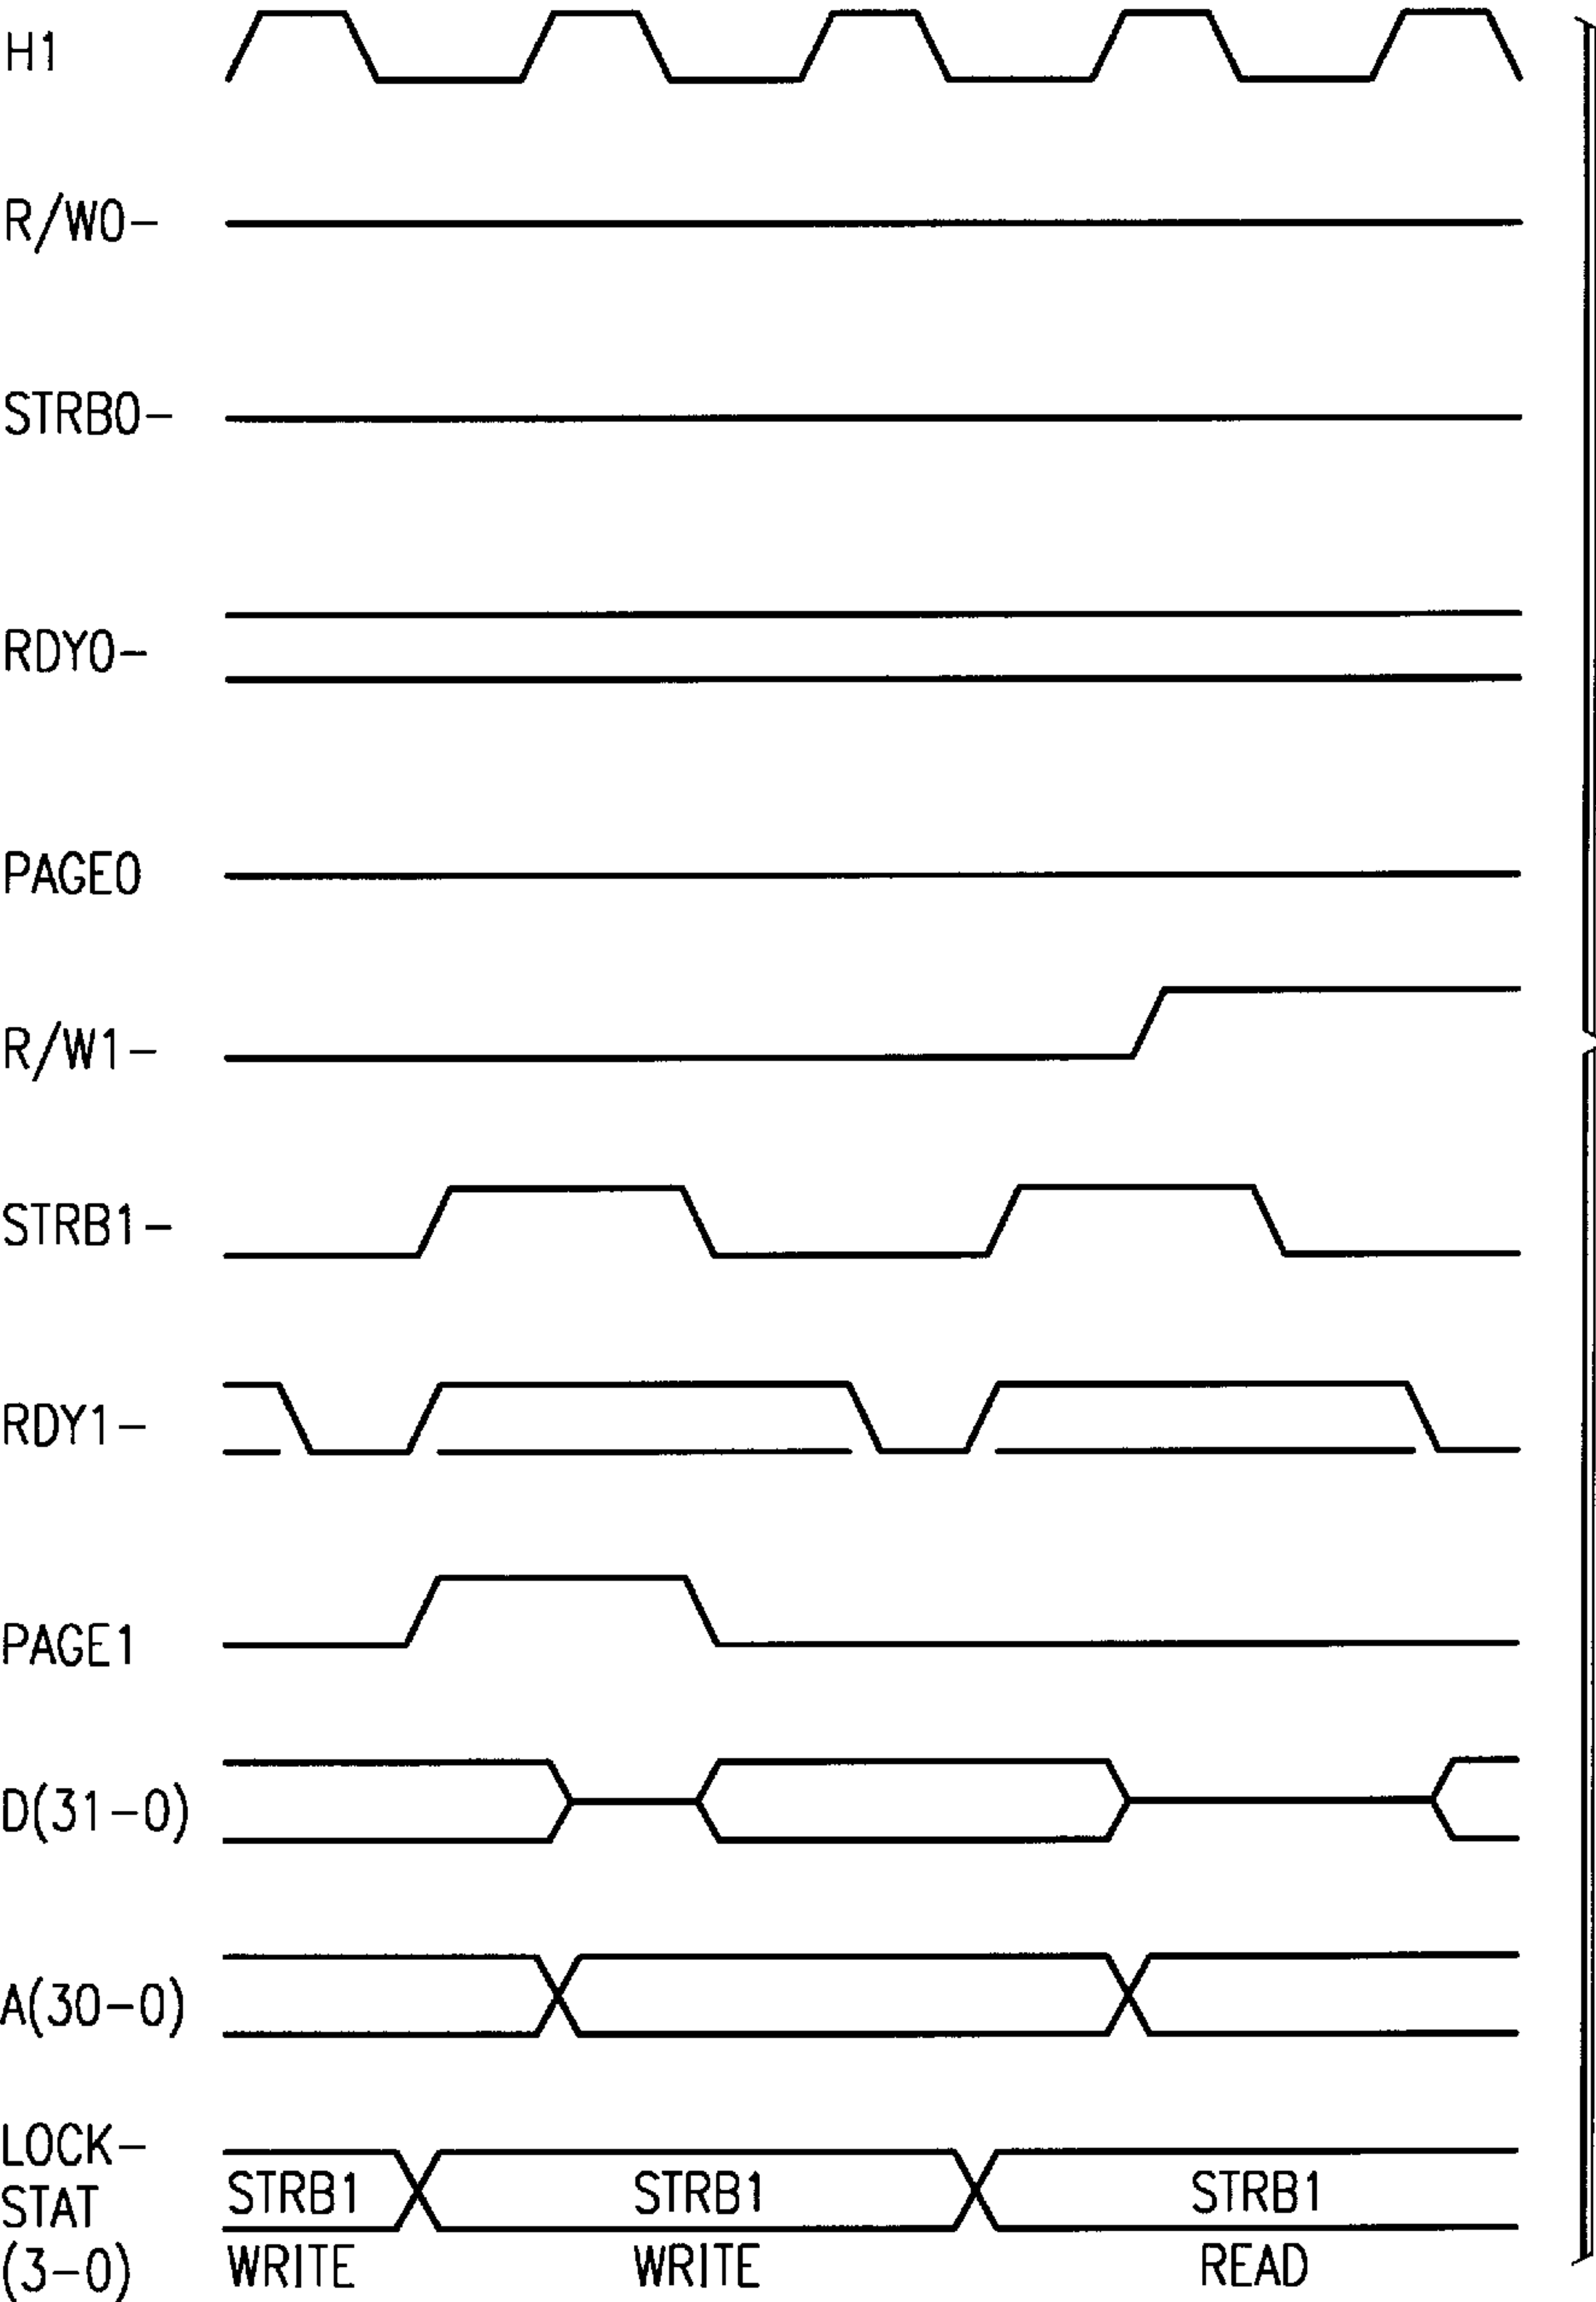 H1
R/W0-
STRB0-
RDY0-
PAGE0
R/W1-
STRB1-
RDY1-
PAGE1
D(31-0)
A(30-0)
LOCK-
STAT STRB1 STRB1 STRB1
(3-0) WRITE WRITE READ